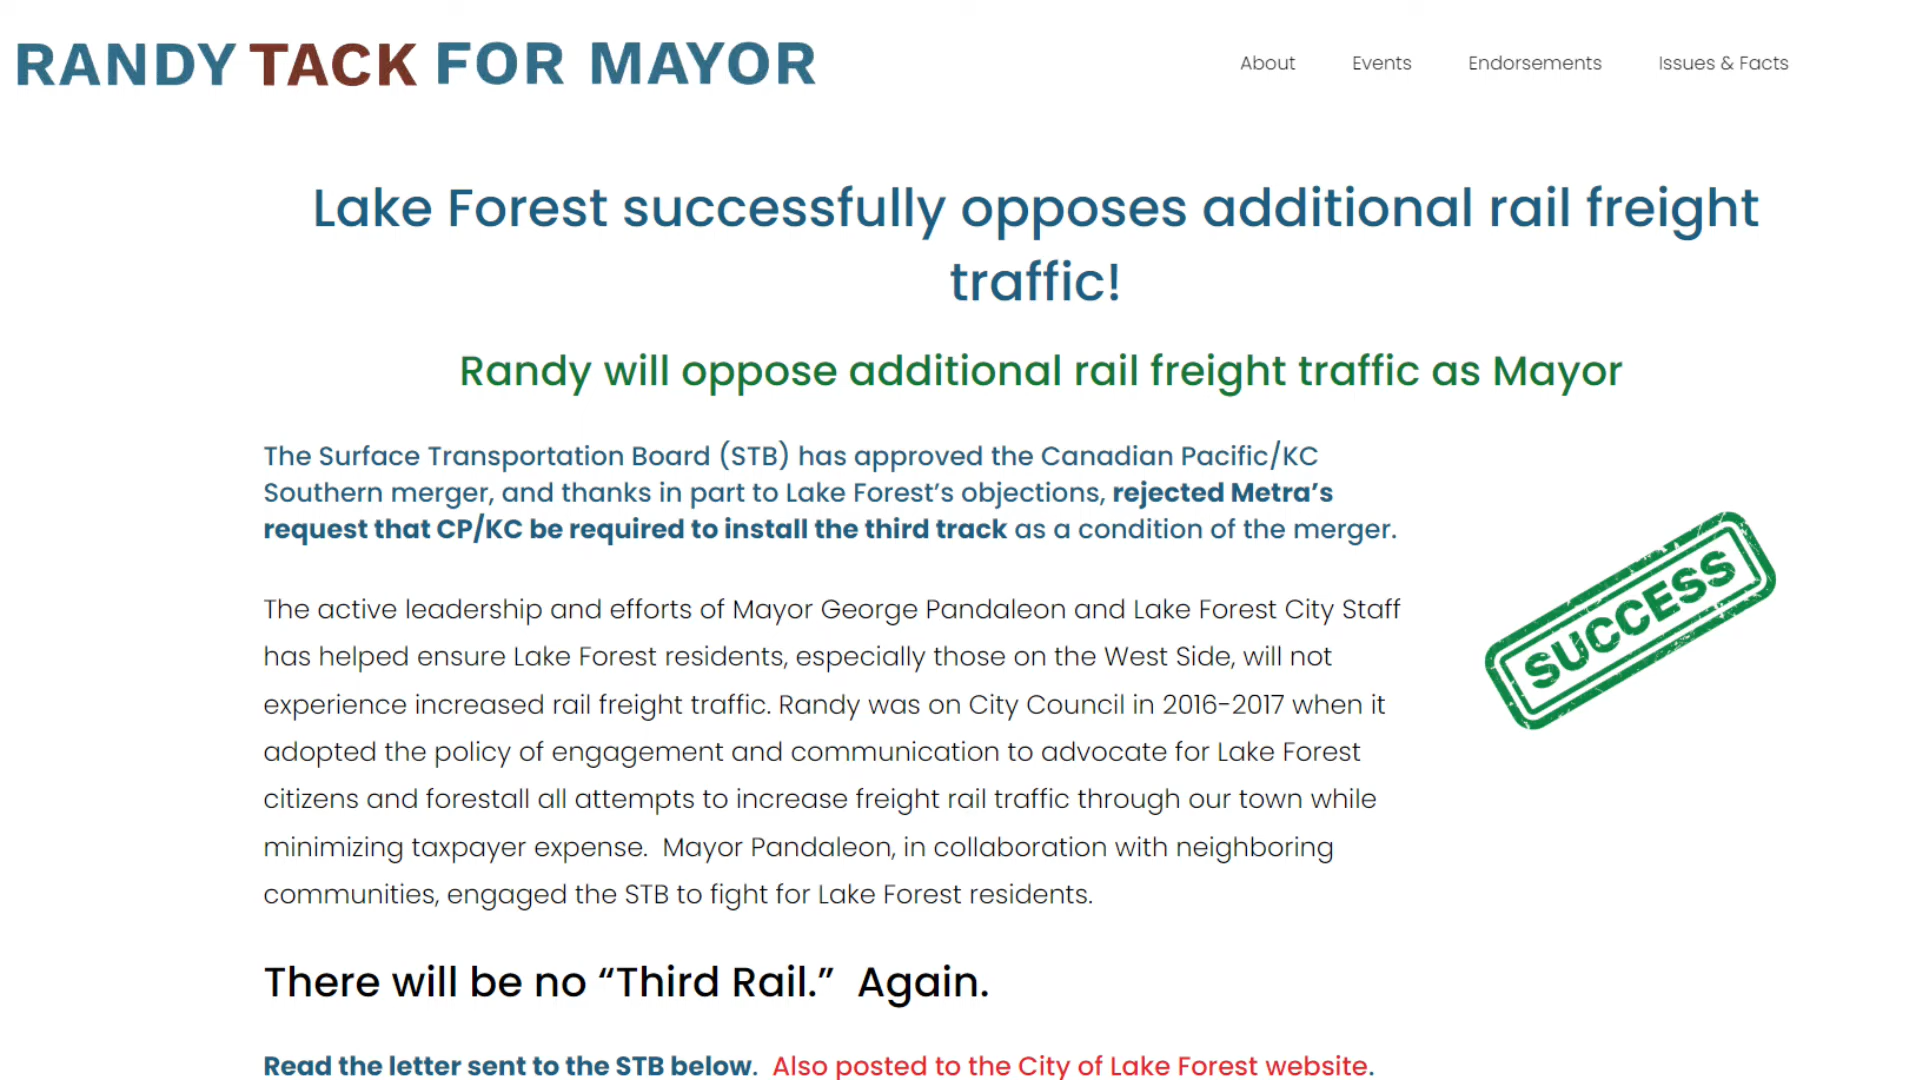 RANDY TACK FOR MAYOR
About Events Endorsements Issues & Facts
Lake Forest successfully opposes additional rail freight
traffic!
Randy will oppose additional rail freight traffic as Mayor
The Surface Transportation Board (STB) has approved the Canadian Pacific/KC
Southern merger, and thanks in part to Lake Forest’s objections, rejected Metra’s
request that CP/KC be required to install the third track as a condition of the merger.
SUCCESS
The active leadership and efforts of Mayor George Pandaleon and Lake Forest City Staff
has helped ensure Lake Forest residents, especially those on the West Side, will not
experience increased rail freight traffic. Randy was on City Council in 2016-2017 when it
adopted the policy of engagement and communication to advocate for Lake Forest
citizens and forestall all attempts to increase freight rail traffic through our town while
minimizing taxpayer expense.  Mayor Pandaleon, in collaboration with neighboring
communities, engaged the STB to fight for Lake Forest residents.
There will be no “Third Rail.”  Again.
Read the letter sent to the STB below.  Also posted to the City of Lake Forest website.